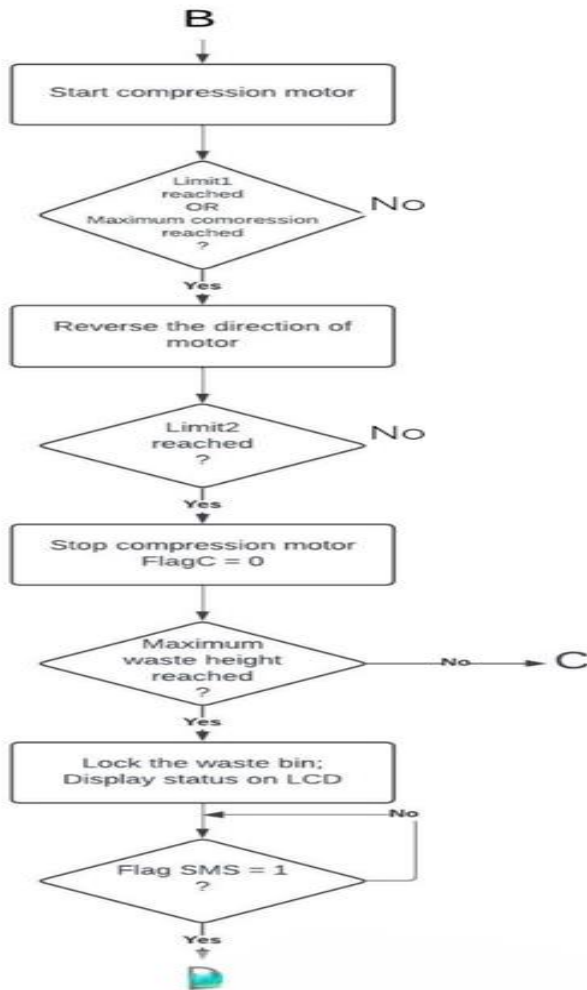 B
Start compression motor
Limit1
reached
OR
Maximum comoression
reached
?
No
Yes
Reverse the direction of
motor
Limit2
reached
?
No
Yes
Stop compression motor
FlagC = 0
Maximum
waste height
reached
?
No
C
Yes
Lock the waste bin;
Display status on LCD
No
Flag SMS = 1
?
Yes
D